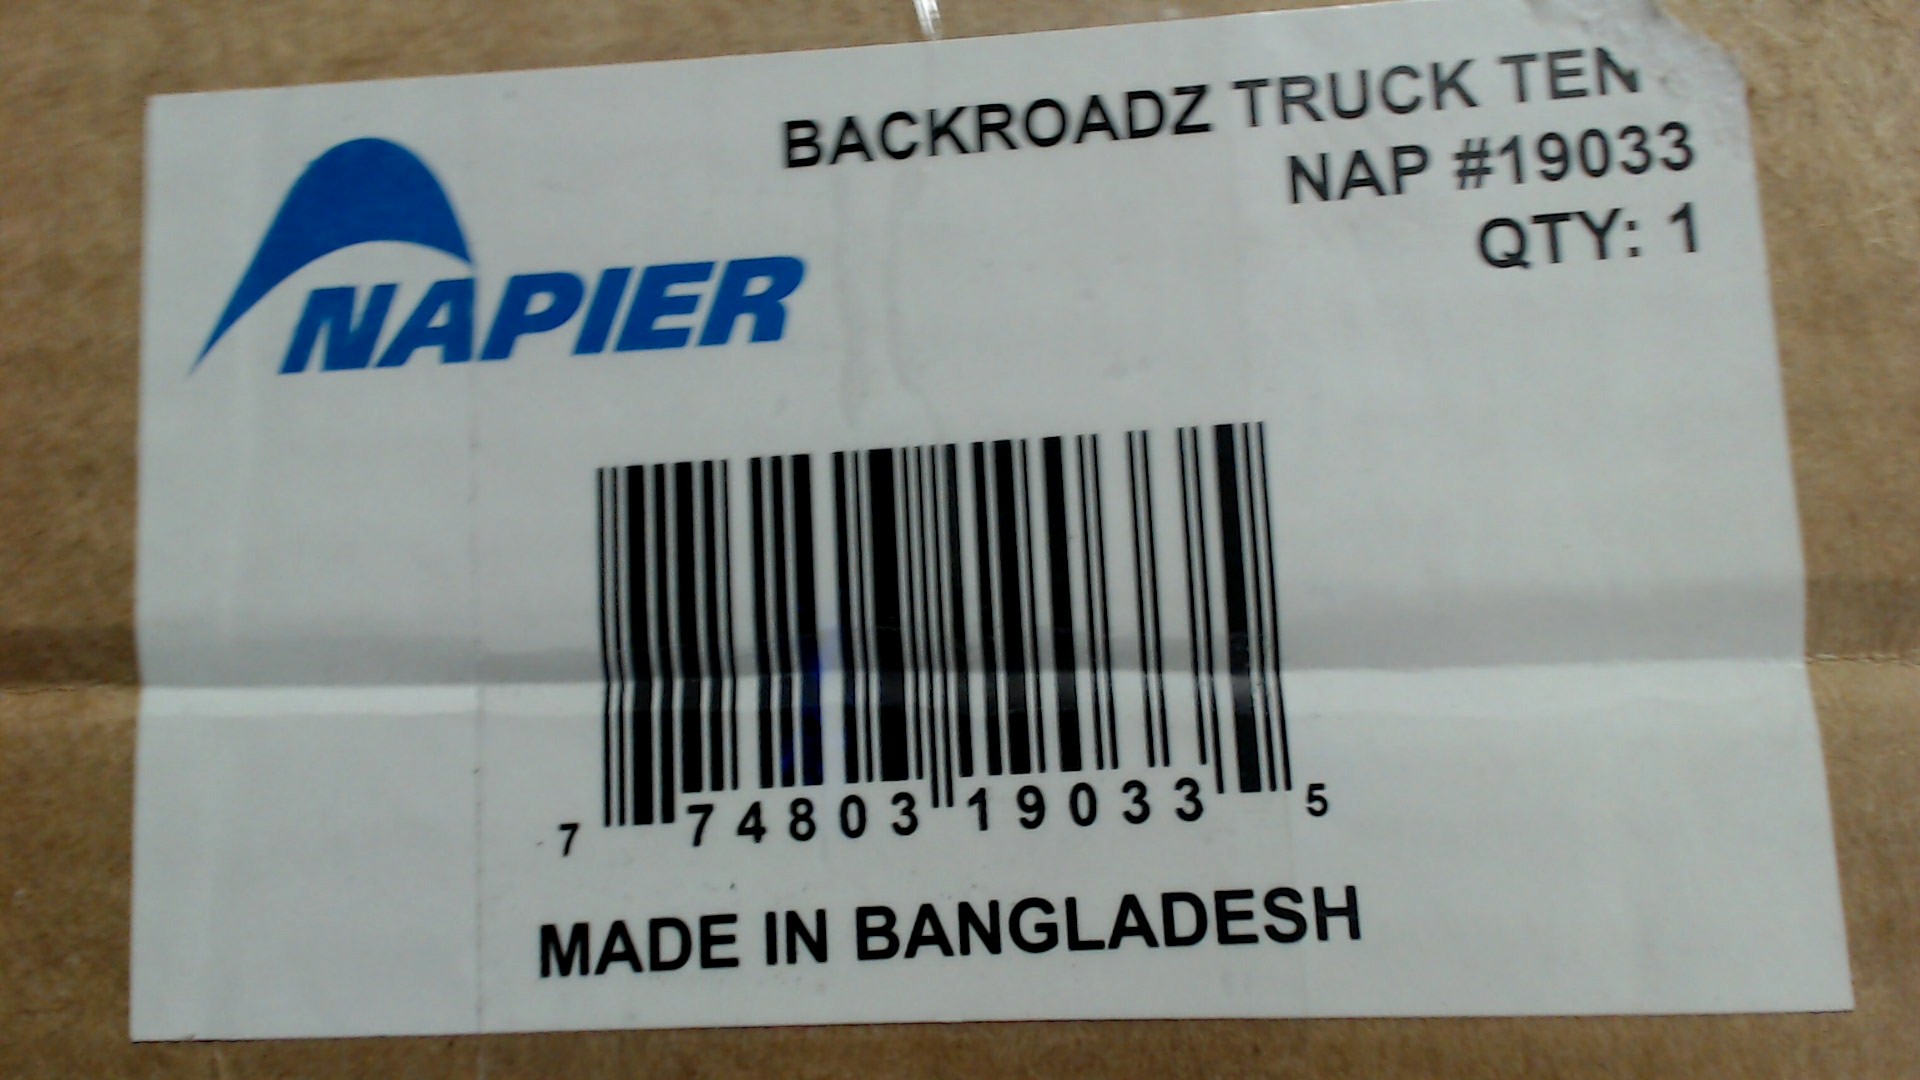 BACKROADZ TRUCK TEN
NAP #19033
QTY: 1
NAPIER
7 74803 19033 5
MADE IN BANGLADESH